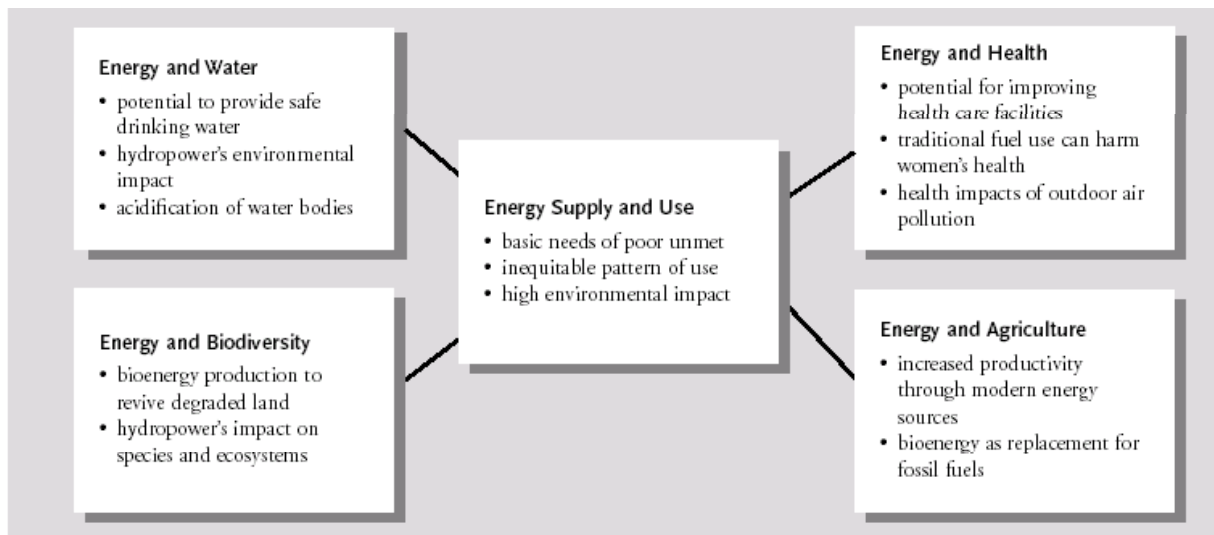 Energy and Water
• potential to provide safe
drinking water
• hydropower's environmental
impact
• acidification of water bodies
Energy and Biodiversity
• bioenergy production to
revive degraded land
• hydropower's impact on
species and ecosystems
Energy Supply and Use
• basic needs of poor unmet
• inequitable pattern of use
• high environmental impact
Energy and Health
• potential for improving
health care facilities
• traditional fuel use can harm
women's health
• health impacts of outdoor air
pollution
Energy and Agriculture
• increased productivity
through modern energy
sources
• bioenergy as replacement for
fossil fuels